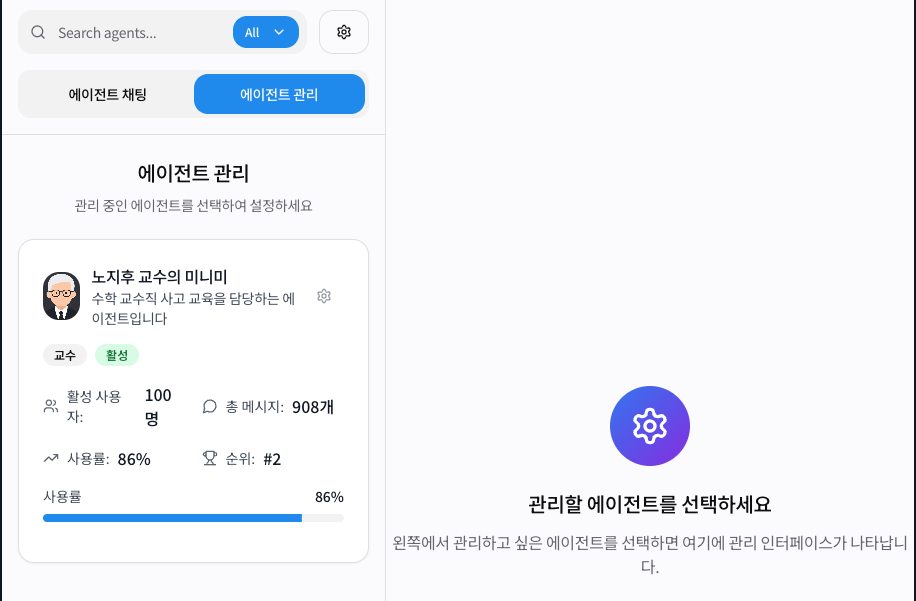 Search agents...
All
에이전트 채팅
에이전트 관리
에이전트 관리
관리 중인 에이전트를 선택하여 설정하세요
노지후 교수의 미니미
수학 교수직 사고 교육을 담당하는 에
이전트입니다
교수
활성
활성 사용
자:
100
명
총 메시지: 908개
사용률: 86%
순위: #2
사용률
86%
관리할 에이전트를 선택하세요
왼쪽에서 관리하고 싶은 에이전트를 선택하면 여기에 관리 인터페이스가 나타납니
다.